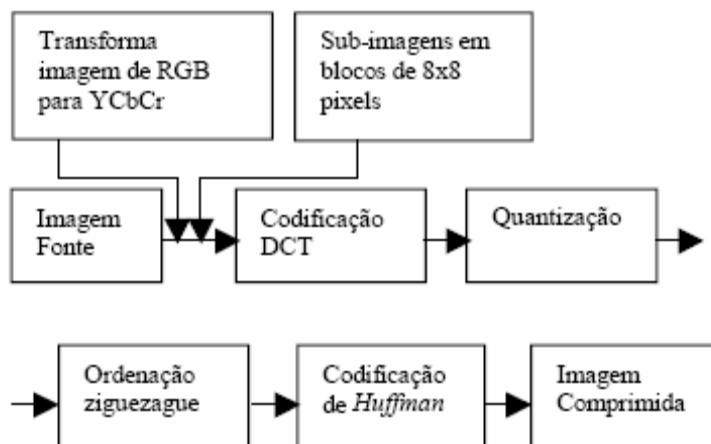 Transforma
imagem de RGB
para YCbCr
Sub-imagens em
blocos de 8x8
pixels
Imagem
Fonte
Codificação
DCT
Quantização
Ordenação
ziguezague
Codificação
de Huffman
Imagem
Comprimida